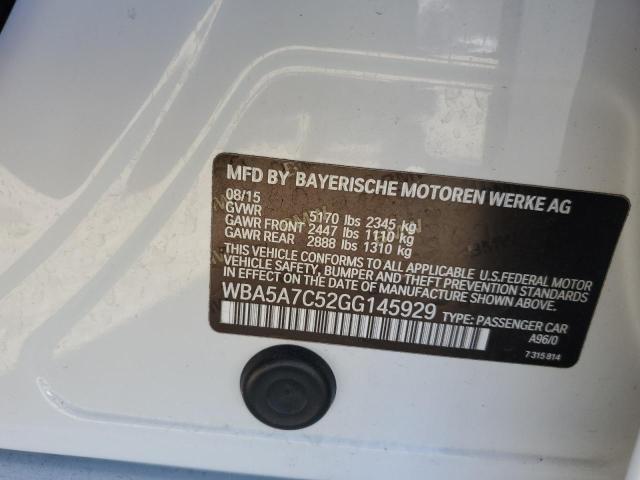 MFD BY BAYERISCHE MOTOREN WERKE AG
08/15
GVWR 5170 lbs 2345 kg
GAWR FRONT 2447 lbs 1110 kg
GAWR REAR 2888 lbs 1310 kg
THIS VEHICLE CONFORMS TO ALL APPLICABLE U.S.FEDERAL MOTOR
VEHICLE SAFETY, BUMPER AND THEFT PREVENTION STANDARDS
IN EFFECT ON THE DATE OF MANUFACTURE SHOWN ABOVE.
WBA5A7C52GG145929 TYPE: PASSENGER CAR
A96/0
7 315 814